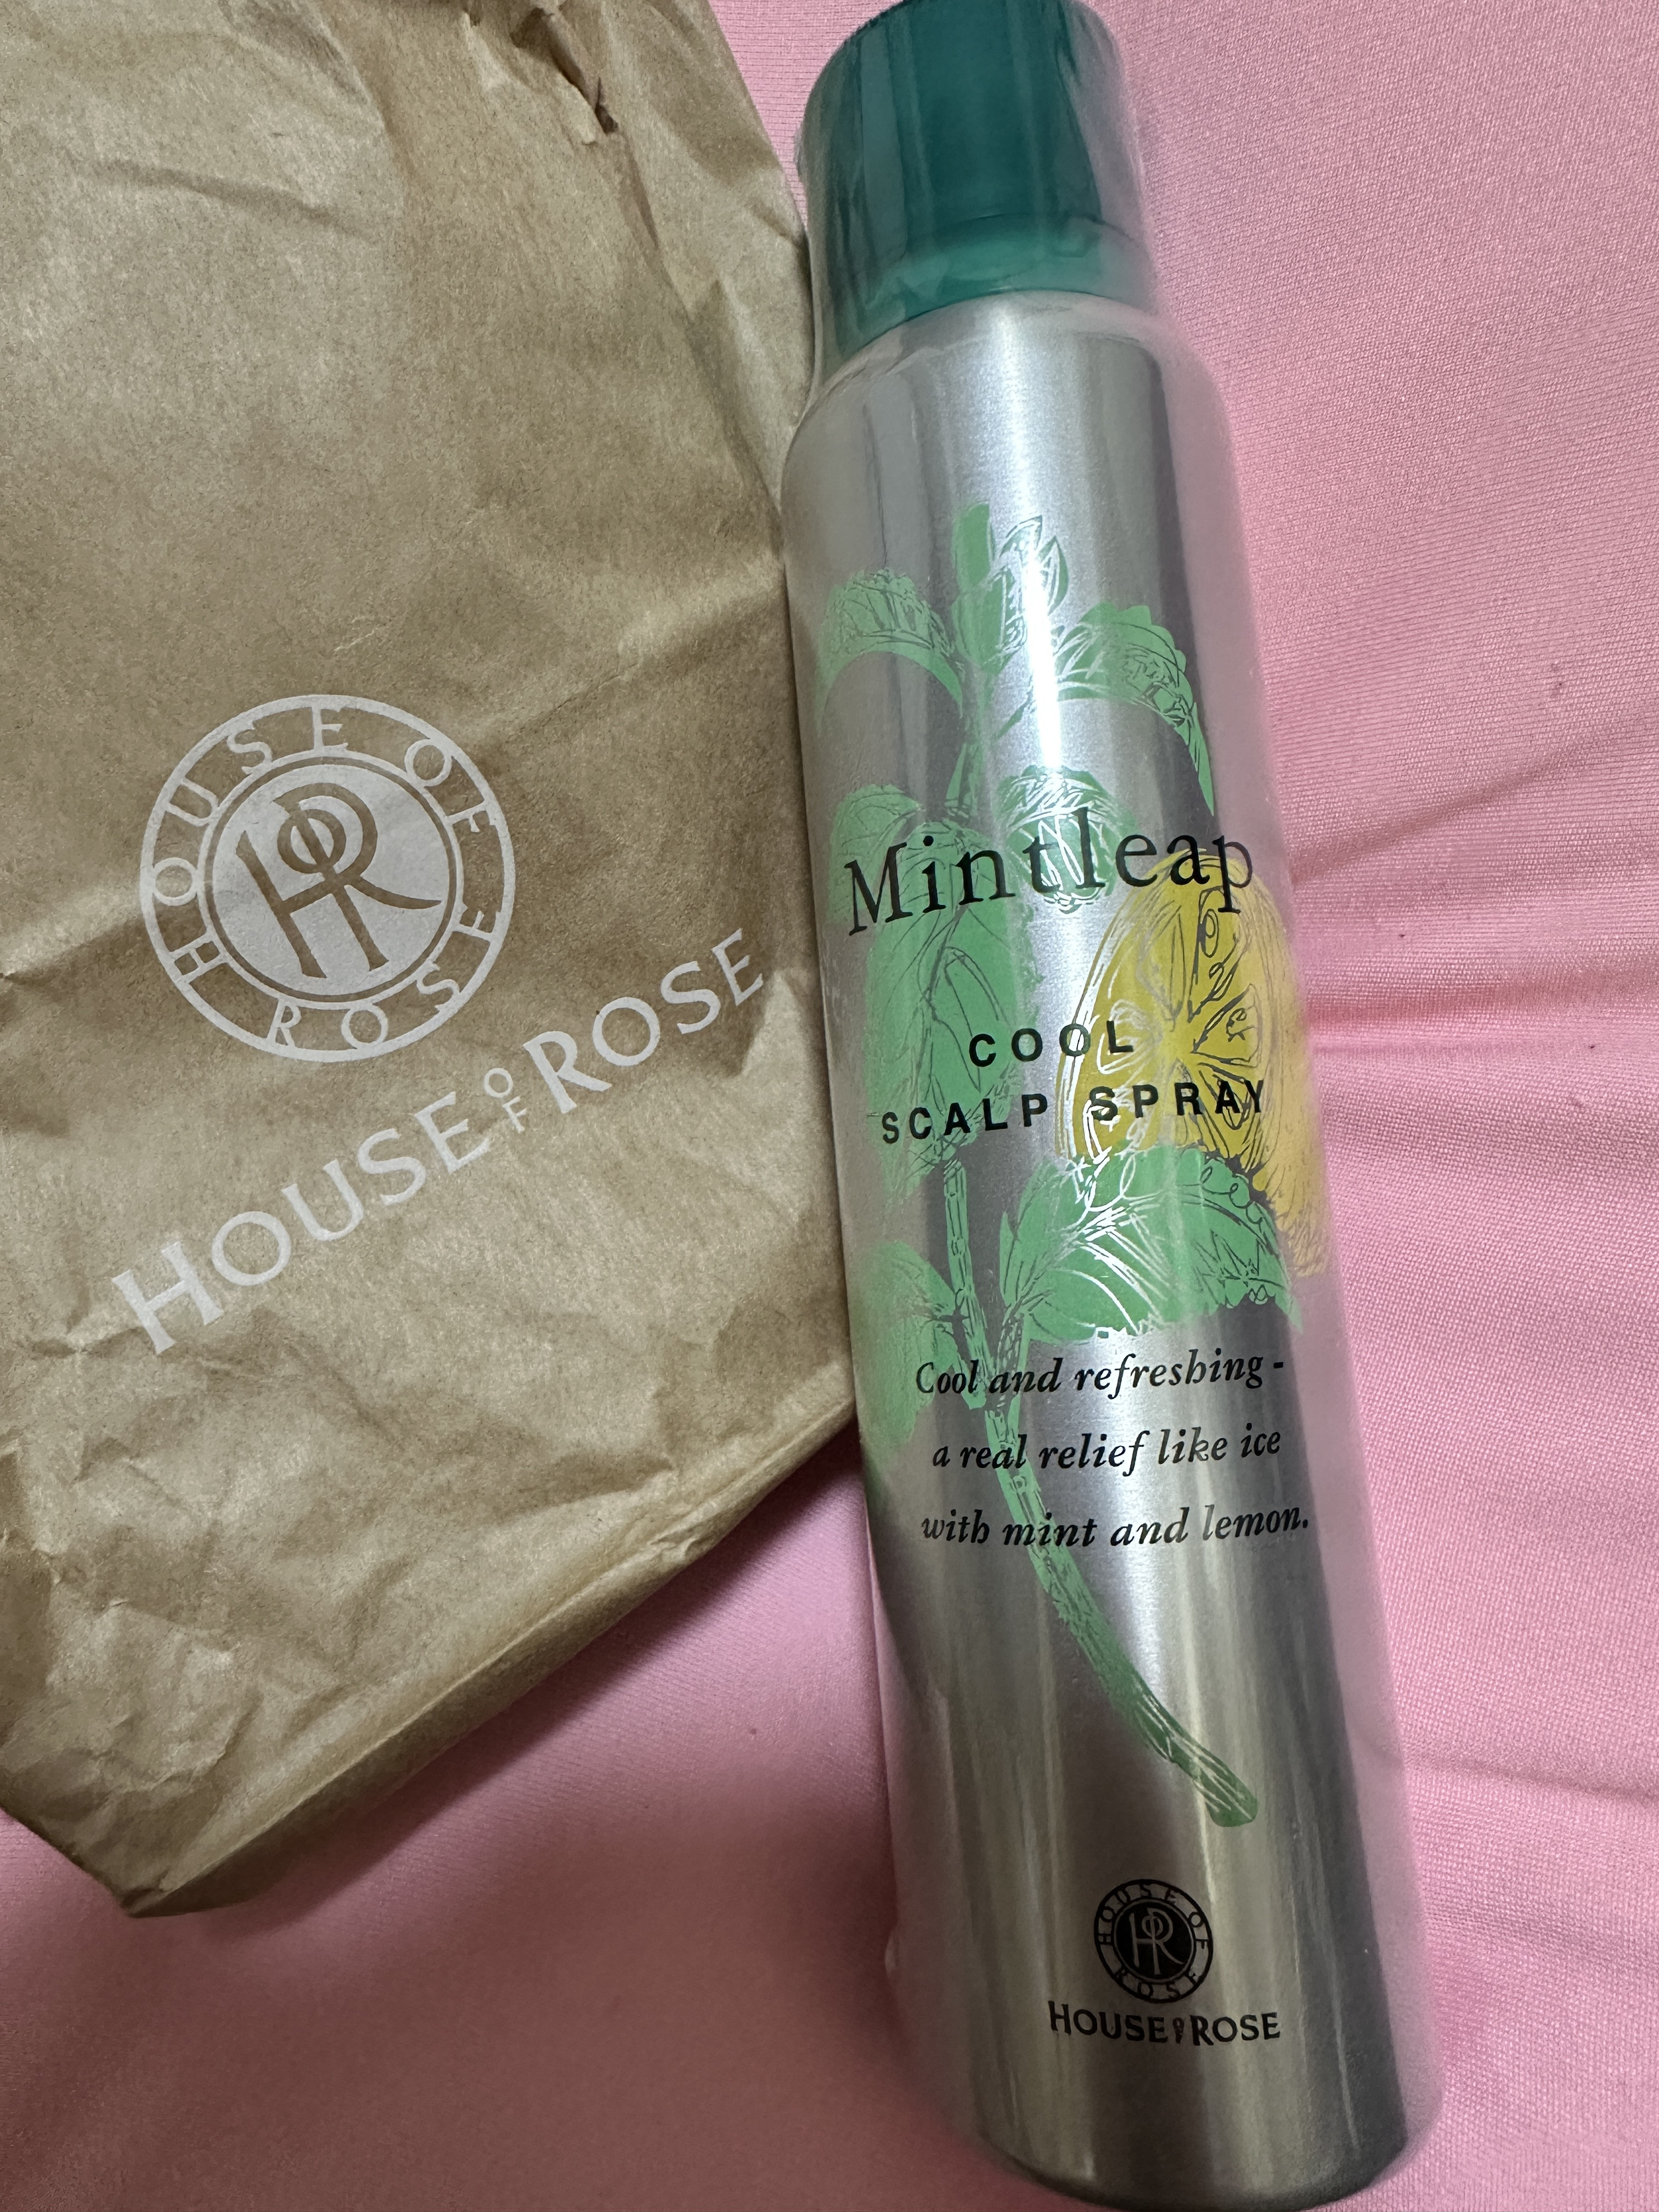 HOUSE OF ROSE
HR
HOUSE OF ROSE
Mintleap
COOL
SCALP SPRAY
Cool and refreshing -
a real relief like ice
with mint and lemon.
HOUSE OF ROSE
HR
HOUSE OF ROSE